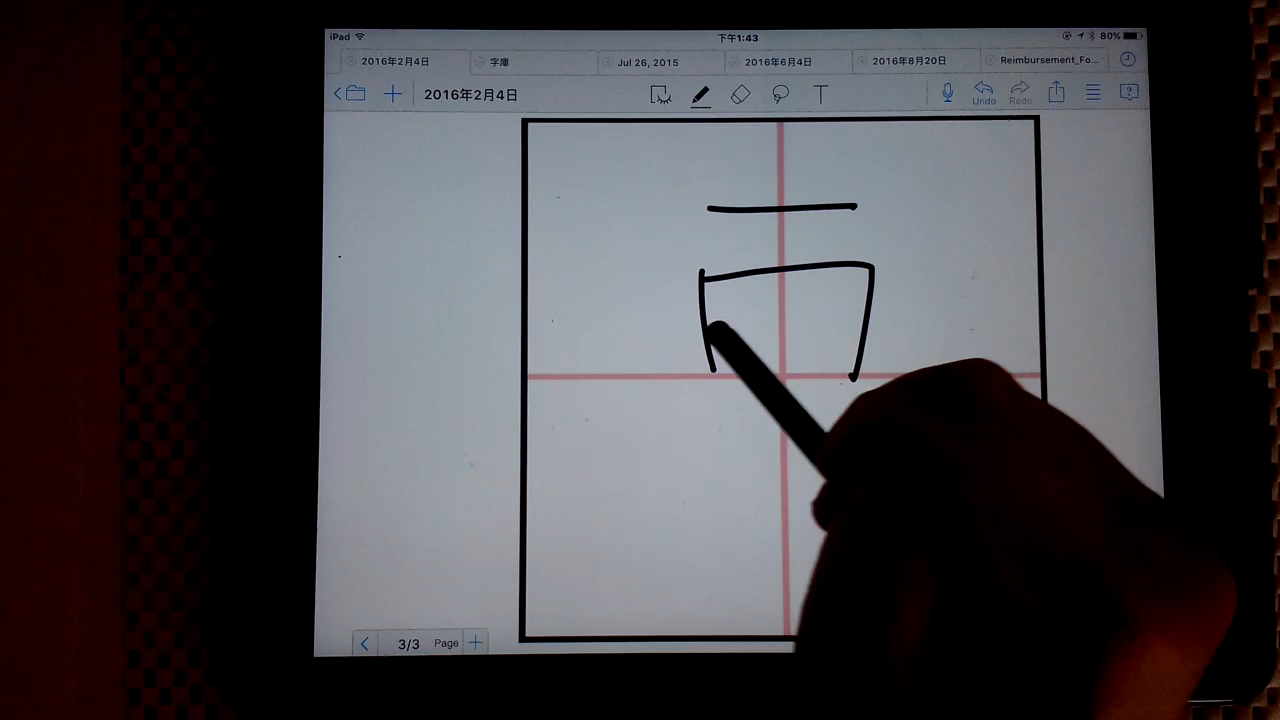 iPad 下午1:43 80%
2016年2月4日 字庫 Jul 26, 2015 2016年6月4日 2016年8月20日 Reimbursement_Fo...
2016年2月4日 T Undo Redo ?
3/3 Page